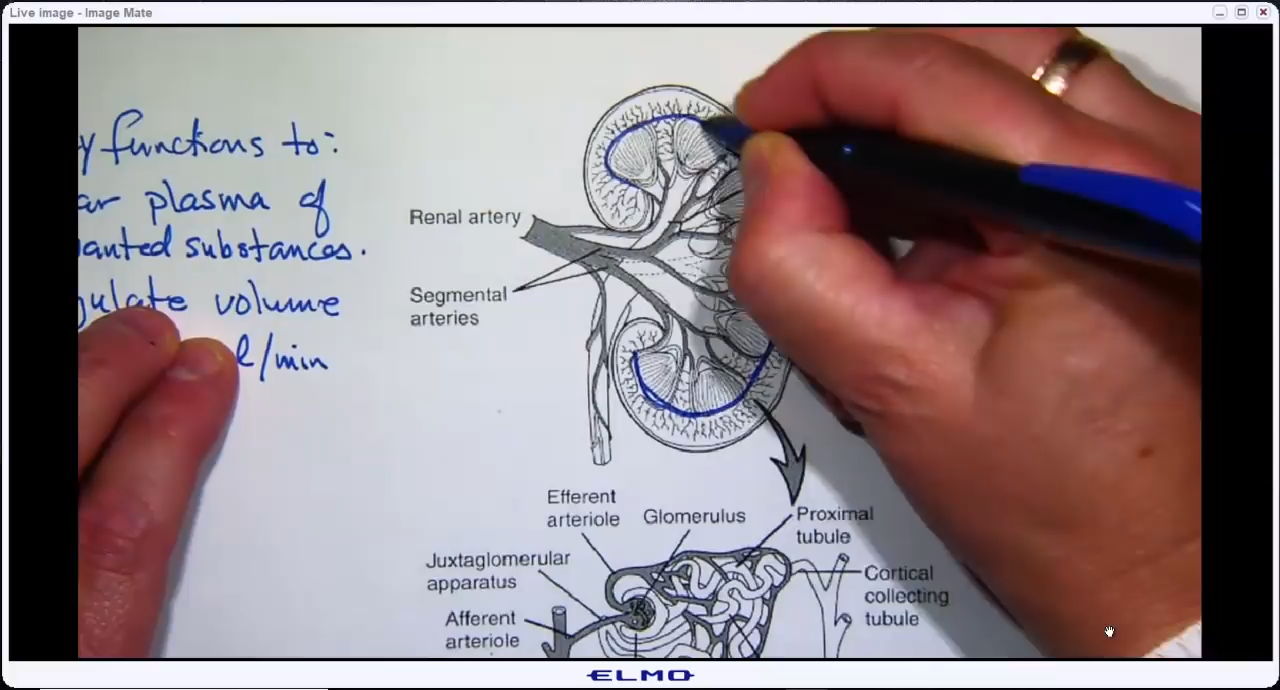 Live image - Image Mate
y functions to:
ar plasma of
anted substances.
gulate volume
l/min
Renal artery
Segmental
arteries
Efferent
arteriole
Glomerulus
Proximal
tubule
Juxtaglomerular
apparatus
Cortical
collecting
tubule
Afferent
arteriole
ELMO